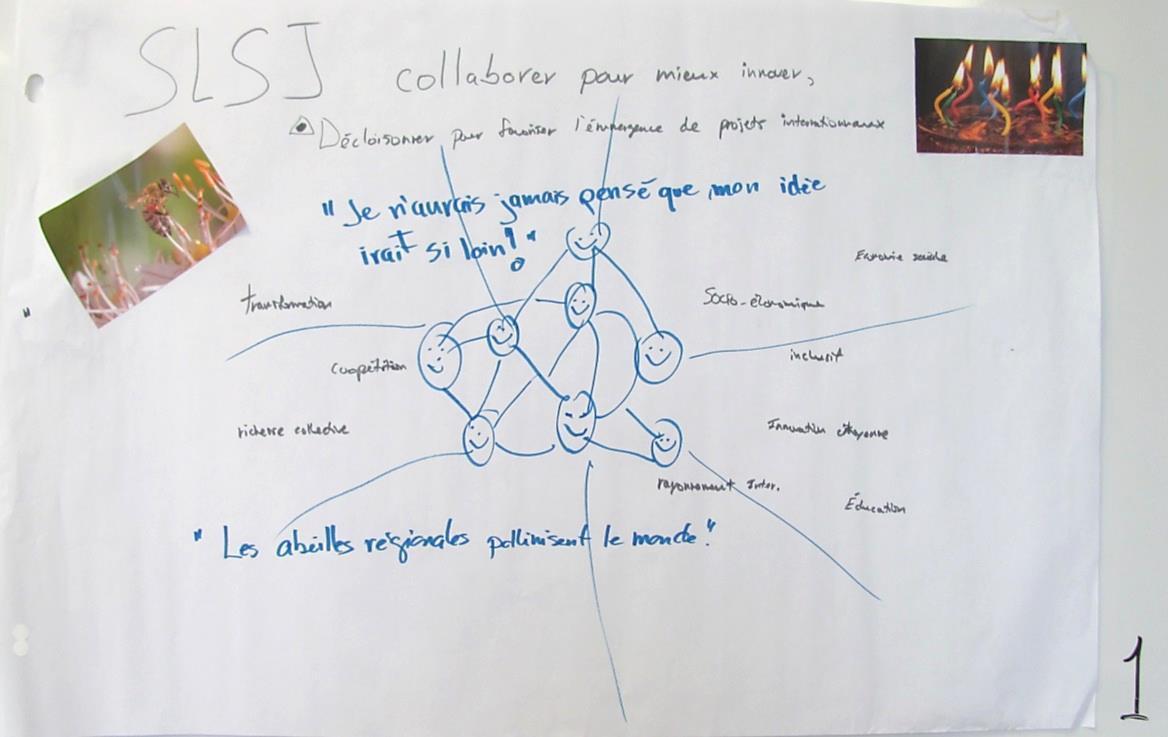 SLSJ collaborer pour mieux innover,
Décloisonner pour favoriser l'émergence de projets internationnaux
"Je n'aurais jamais pensé que mon idée
irait si loin!"
Économie sociale
transformation
Socio-économique
coopétition
inclusif
richesse collective
Innovation citoyenne
rayonnement Inter.
Éducation
"Les abeilles régionales pollinisent le monde."
1